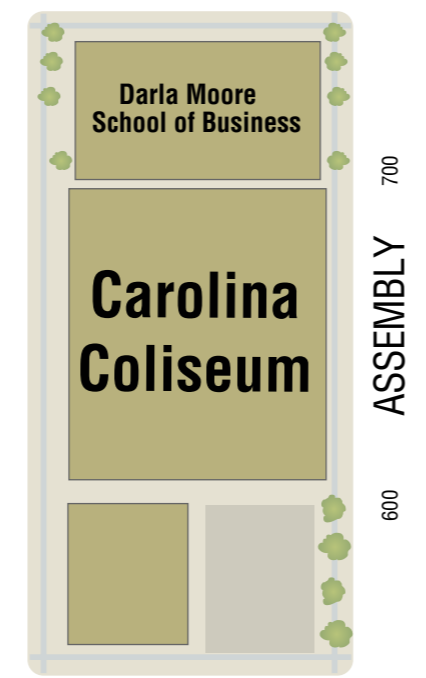 Darla Moore
School of Business
Carolina
Coliseum
700
ASSEMBLY
600